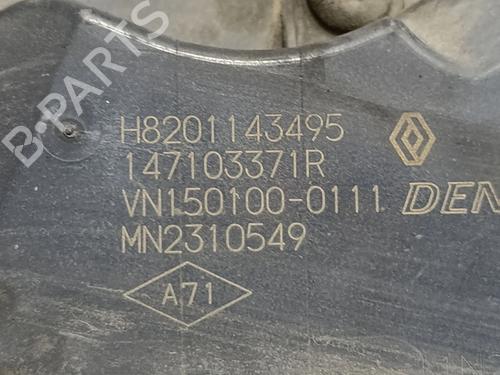 B-PARTS
H8201143495
147103371R
VN150100-0111 DEN
MN2310549
A71